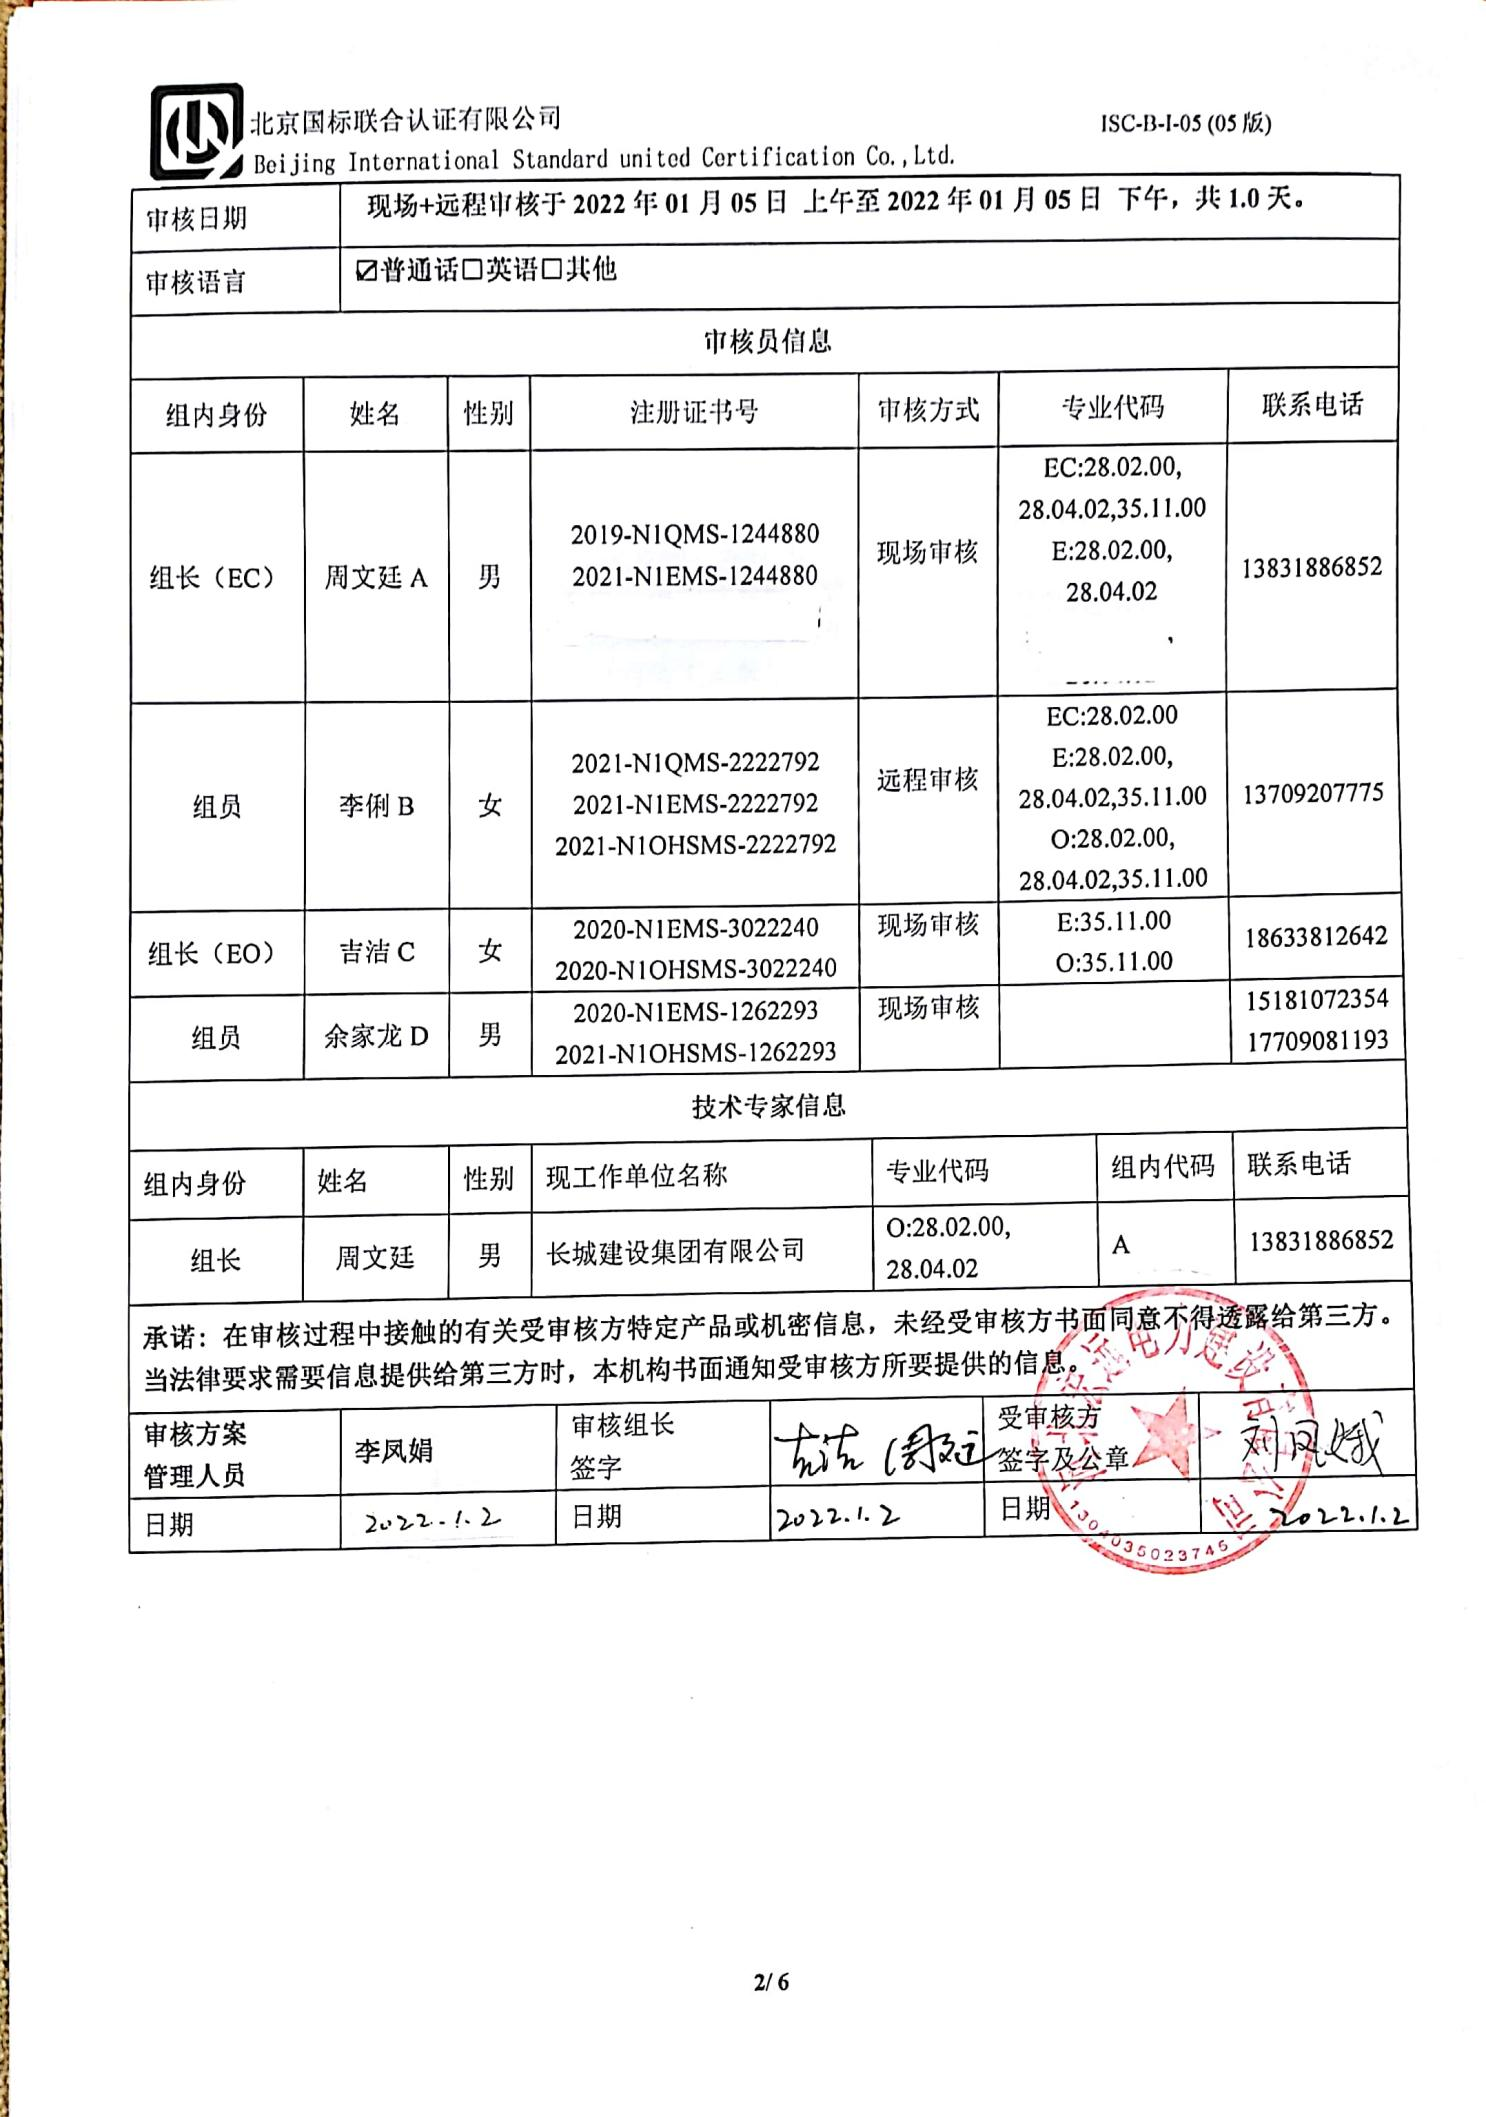 北京国标联合认证有限公司
ISC-B-I-05 (05 版)
Beijing International Standard united Certification Co.,Ltd.
审核日期 现场+远程审核于 2022 年 01 月 05 日 上午至 2022 年 01 月 05 日 下午，共 1.0 天。
审核语言 ☑普通话□英语□其他
审核员信息
组内身份 姓名 性别 注册证书号 审核方式 专业代码 联系电话
组长（EC） 周文廷 A 男 2019-N1QMS-1244880
2021-N1EMS-1244880
现场审核
EC:28.02.00,
28.04.02,35.11.00
E:28.02.00,
28.04.02
13831886852
组员 李俐 B 女 2021-N1QMS-2222792
2021-N1EMS-2222792
2021-N1OHSMS-2222792
远程审核
EC:28.02.00
E:28.02.00,
28.04.02,35.11.00
O:28.02.00,
28.04.02,35.11.00
13709207775
组长（EO） 吉洁 C 女 2020-N1EMS-3022240
2020-N1OHSMS-3022240
现场审核
E:35.11.00
O:35.11.00
18633812642
组员 余家龙 D 男 2020-N1EMS-1262293
2021-N1OHSMS-1262293
现场审核
15181072354
17709081193
技术专家信息
组内身份 姓名 性别 现工作单位名称 专业代码 组内代码 联系电话
组长 周文廷 男 长城建设集团有限公司
O:28.02.00,
28.04.02
A 13831886852
承诺：在审核过程中接触的有关受审核方特定产品或机密信息，未经受审核方书面同意不得透露给第三方。
当法律要求需要信息提供给第三方时，本机构书面通知受审核方所要提供的信息。
审核方案
管理人员
李凤娟
审核组长
签字
吉洁 周文廷
受审核方
签字及公章
刘凤娥
日期 2022.1.2 日期 2022.1.2 日期 2022.1.2
电力建设有限公司
1304035023745
2/ 6